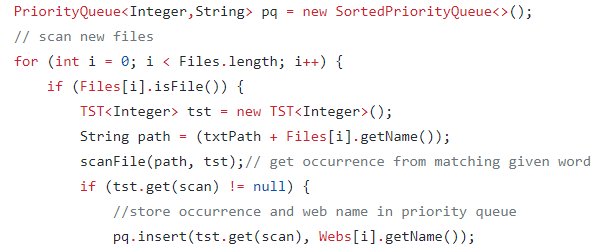 PriorityQueue<Integer,String> pq = new SortedPriorityQueue<>();
// scan new files
for (int i = 0; i < Files.length; i++) {
if (Files[i].isFile()) {
TST<Integer> tst = new TST<Integer>();
String path = (txtPath + Files[i].getName());
scanFile(path, tst);// get occurrence from matching given word
if (tst.get(scan) != null) {
//store occurrence and web name in priority queue
pq.insert(tst.get(scan), Webs[i].getName());